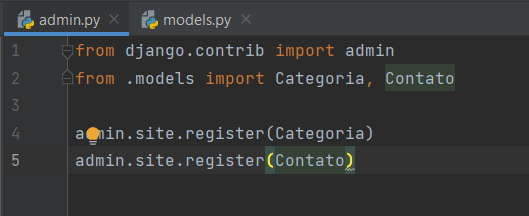 admin.py models.py
1 from django.contrib import admin
2 from .models import Categoria, Contato
3
4 admin.site.register(Categoria)
5 admin.site.register(Contato)